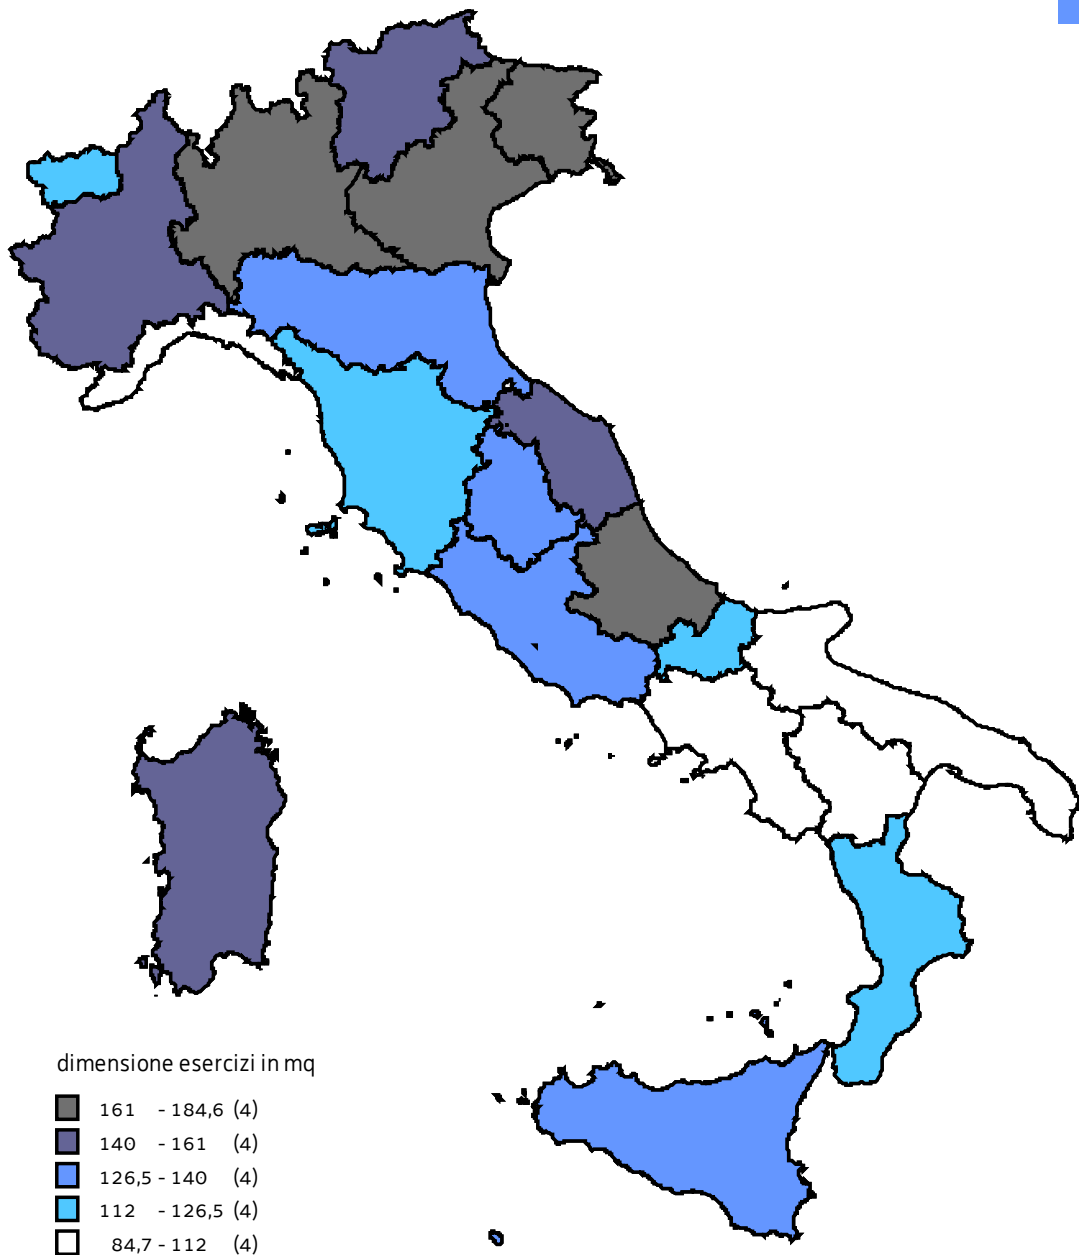 dimensione esercizi in mq
161 - 184,6 (4)
140 - 161 (4)
126,5 - 140 (4)
112 - 126,5 (4)
84,7 - 112 (4)